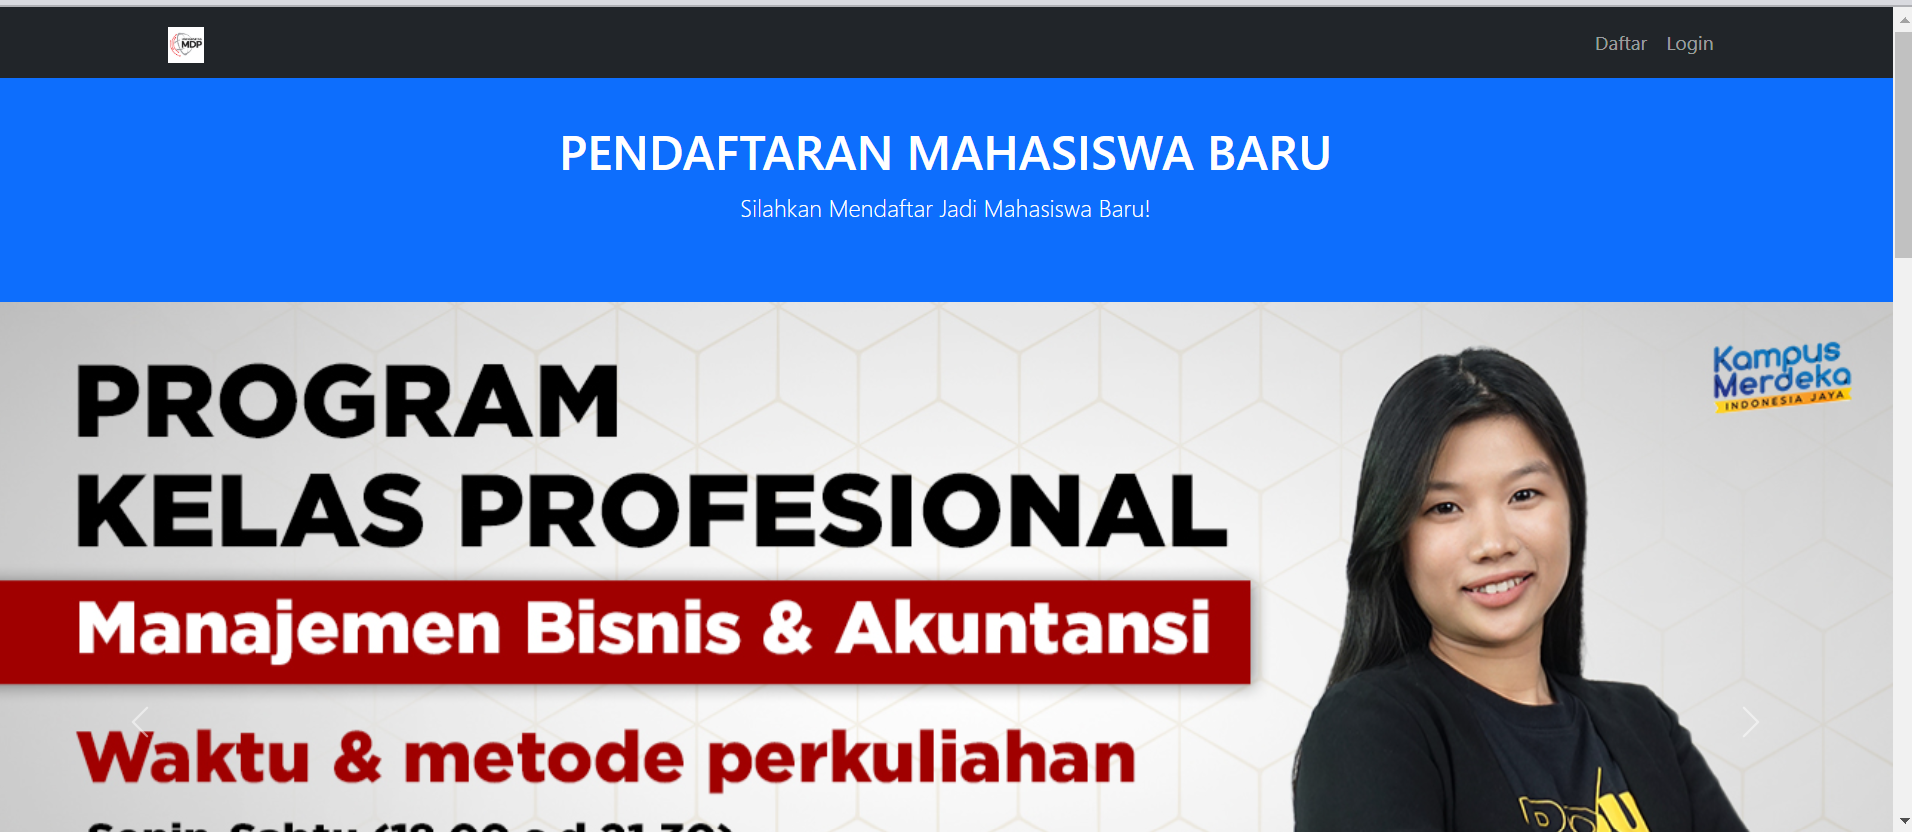 MDP
Daftar Login
PENDAFTARAN MAHASISWA BARU
Silahkan Mendaftar Jadi Mahasiswa Baru!
Kampus
Merdeka
INDONESIA JAYA
PROGRAM
KELAS PROFESIONAL
Manajemen Bisnis & Akuntansi
Waktu & metode perkuliahan